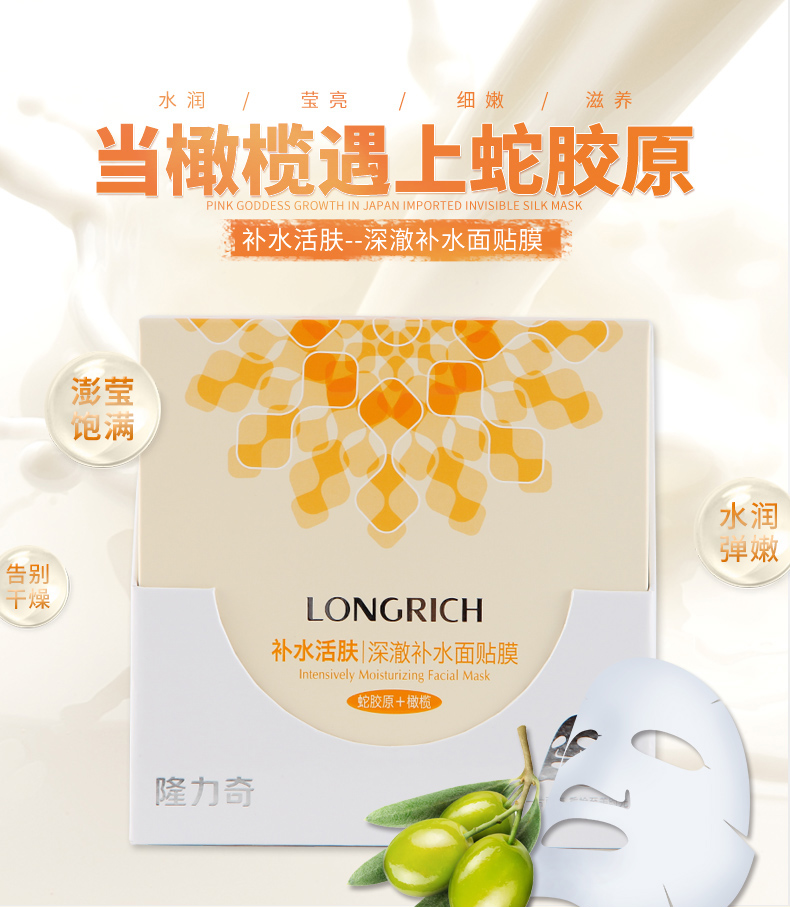 水润 / 莹亮 / 细嫩 / 滋养
当橄榄遇上蛇胶原
PINK GODDESS GROWTH IN JAPAN IMPORTED INVISIBLE SILK MASK
补水活肤--深澈补水面贴膜
澎莹
饱满
水润
弹嫩
告别
干燥
LONGRICH
补水活肤|深澈补水面贴膜
Intensively Moisturizing Facial Mask
蛇胶原+橄榄
隆力奇